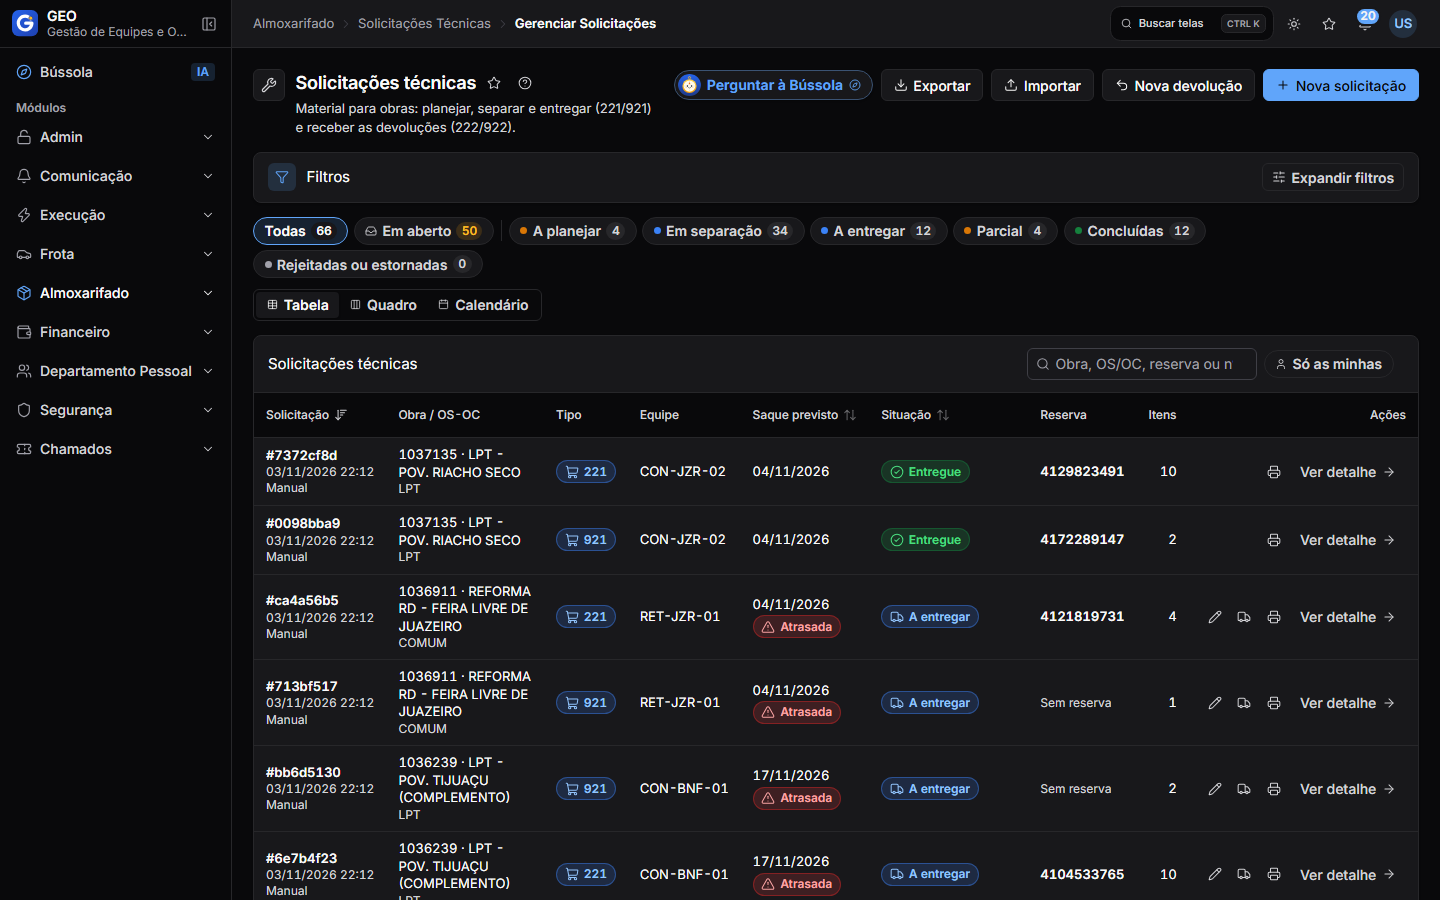 GEO
Gestão de Equipes e O...
Bússola
IA
Módulos
Admin
Comunicação
Execução
Frota
Almoxarifado
Financeiro
Departamento Pessoal
Segurança
Chamados
Almoxarifado
Solicitações Técnicas
Gerenciar Solicitações
Buscar telas
CTRL K
20
US
Solicitações técnicas
Material para obras: planejar, separar e entregar (221/921)
e receber as devoluções (222/922).
Perguntar à Bússola
Exportar
Importar
Nova devolução
Nova solicitação
Filtros
Expandir filtros
Todas 66
Em aberto 50
A planejar 4
Em separação 34
A entregar 12
Parcial 4
Concluídas 12
Rejeitadas ou estornadas 0
Tabela
Quadro
Calendário
Solicitações técnicas
Obra, OS/OC, reserva ou n
Só as minhas
Solicitação
Obra / OS-OC
Tipo
Equipe
Saque previsto
Situação
Reserva
Itens
Ações
#7372cf8d
03/11/2026 22:12
Manual
1037135 · LPT -
POV. RIACHO SECO
LPT
221
CON-JZR-02
04/11/2026
Entregue
4129823491
10
Ver detalhe
#0098bba9
03/11/2026 22:12
Manual
1037135 · LPT -
POV. RIACHO SECO
LPT
921
CON-JZR-02
04/11/2026
Entregue
4172289147
2
Ver detalhe
#ca4a56b5
03/11/2026 22:12
Manual
1036911 · REFORMA
RD - FEIRA LIVRE DE
JUAZEIRO
COMUM
221
RET-JZR-01
04/11/2026
Atrasada
A entregar
4121819731
4
Ver detalhe
#713bf517
03/11/2026 22:12
Manual
1036911 · REFORMA
RD - FEIRA LIVRE DE
JUAZEIRO
COMUM
921
RET-JZR-01
04/11/2026
Atrasada
A entregar
Sem reserva
1
Ver detalhe
#bb6d5130
03/11/2026 22:12
Manual
1036239 · LPT -
POV. TIJUAÇU
(COMPLEMENTO)
LPT
921
CON-BNF-01
17/11/2026
Atrasada
A entregar
Sem reserva
2
Ver detalhe
#6e7b4f23
03/11/2026 22:12
Manual
1036239 · LPT -
POV. TIJUAÇU
(COMPLEMENTO)
LPT
221
CON-BNF-01
17/11/2026
Atrasada
A entregar
4104533765
10
Ver detalhe